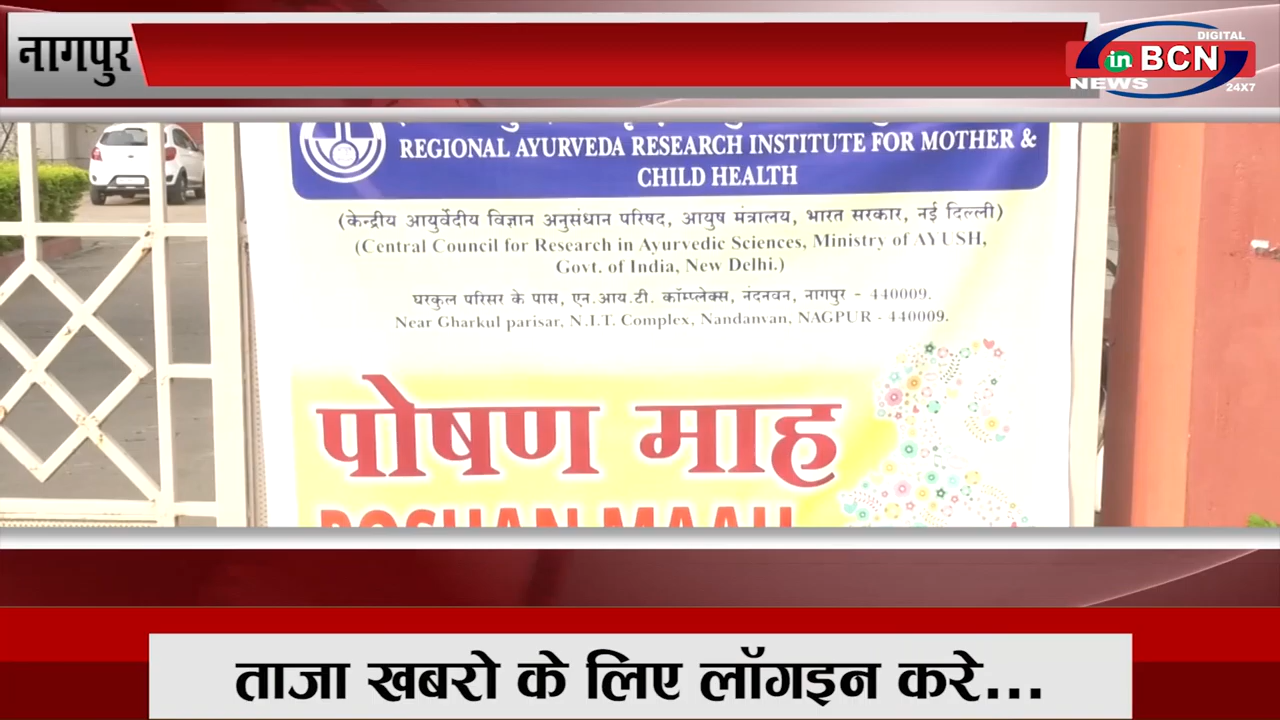 नागपुर
DIGITAL
in BCN
NEWS
24X7
REGIONAL AYURVEDA RESEARCH INSTITUTE FOR MOTHER &
CHILD HEALTH
(केन्द्रीय आयुर्वेदीय विज्ञान अनुसंधान परिषद, आयुष मंत्रालय, भारत सरकार, नई दिल्ली)
(Central Council for Research in Ayurvedic Sciences, Ministry of AYUSH,
Govt. of India, New Delhi.)
घरकुल परिसर के पास, एन.आय.टी. कॉम्प्लेक्स, नंदनवन, नागपुर - 440009.
Near Gharkul parisar, N.I.T. Complex, Nandanvan, NAGPUR - 440009.
पोषण माह
POSHAN MAAH
ताजा खबरो के लिए लॉगइन करे...